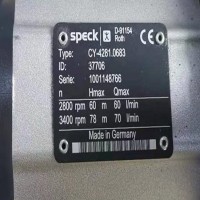 speck D-91154 Roth
Type: CY-4281.0683
ID: 37706
Serie: 1001148766
n Hmax Qmax
2800 rpm 60 m 60 l/min
3400 rpm 78 m 70 l/min
Made in Germany